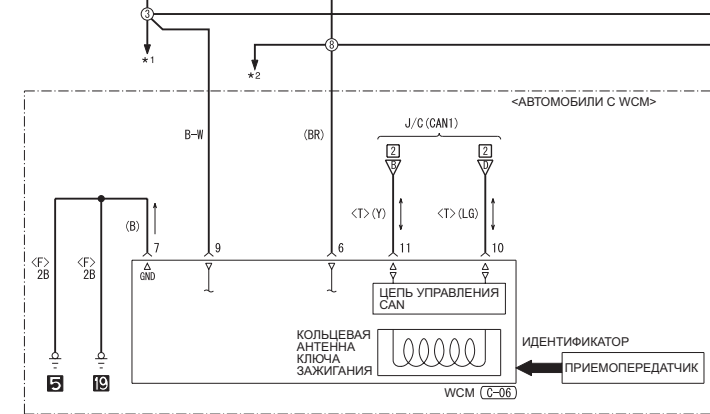 3
*1
8
*2
<АВТОМОБИЛИ С WCM>
J/C(CAN1)
B-W
(BR)
2
2
B
D
(B)
<T>(Y)
<T>(LG)
<F>
2B
<F>
2B
7
9
6
11
10
GND
ЦЕПЬ УПРАВЛЕНИЯ
CAN
КОЛЬЦЕВАЯ
АНТЕННА
КЛЮЧА
ЗАЖИГАНИЯ
ИДЕНТИФИКАТОР
ПРИЕМОПЕРЕДАТЧИК
5
19
WCM C-06